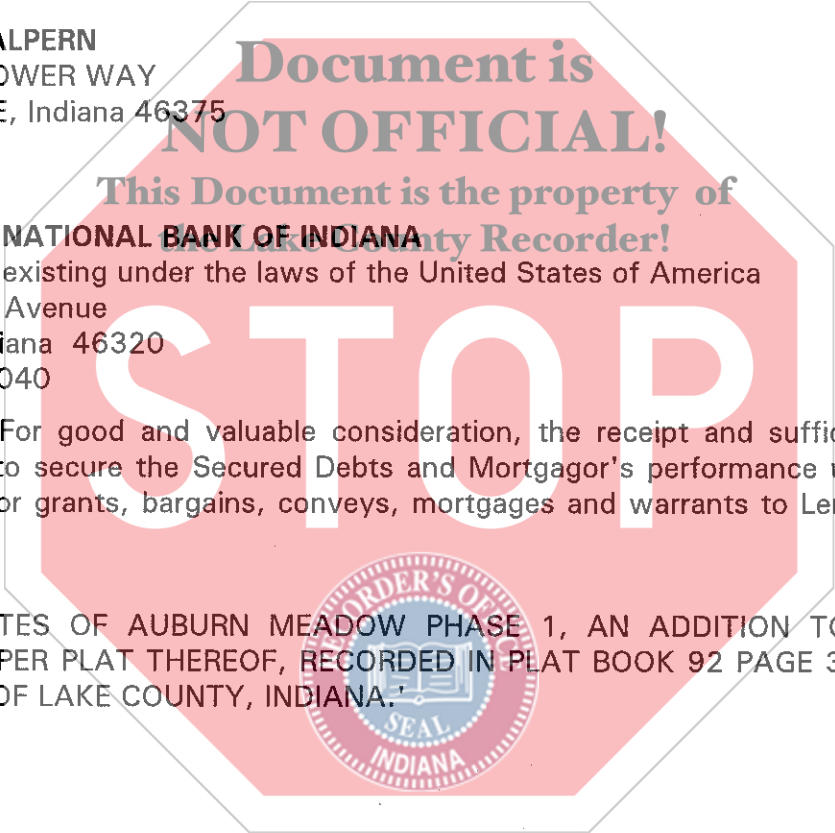 ALPERN
OWER WAY
E, Indiana 46375
Document is
NOT OFFICIAL!
This Document is the property of
the Lake County Recorder!
NATIONAL BANK OF INDIANA
existing under the laws of the United States of America
Avenue
iana 46320
040
STOP
For good and valuable consideration, the receipt and suffic
to secure the Secured Debts and Mortgagor's performance
or grants, bargains, conveys, mortgages and warrants to Len
RECORDER'S OFFICE
TES OF AUBURN MEADOW PHASE 1, AN ADDITION TO
PER PLAT THEREOF, RECORDED IN PLAT BOOK 92 PAGE 3
OF LAKE COUNTY, INDIANA.'
SEAL
INDIANA